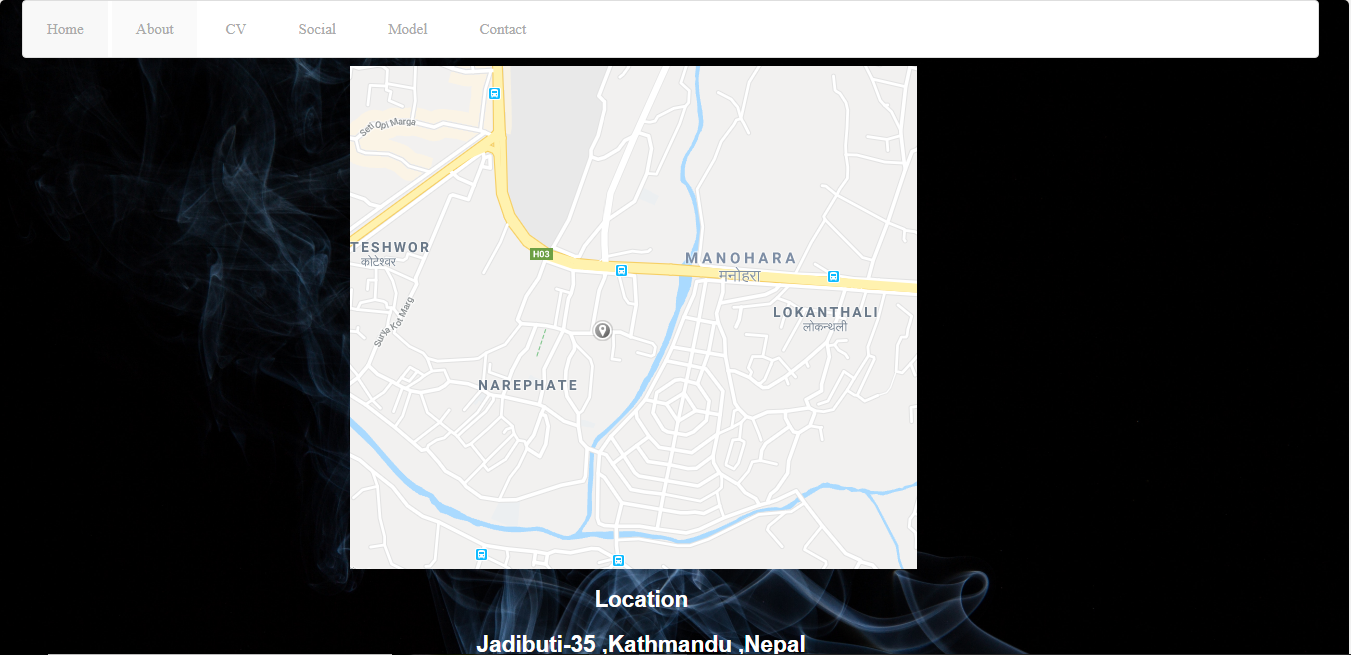 Home About CV Social Model Contact
Seti Opi Marga
TESHWOR
कोटेश्वर
H03
MANOHARA
मनोहरा
Surya Kot Marg
LOKANTHALI
लोकन्थली
NAREPHATE
Location
Jadibuti-35 ,Kathmandu ,Nepal